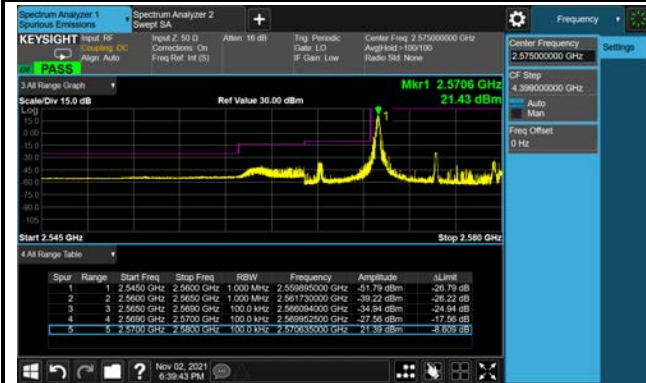 Spectrum Analyzer 1
Spurious Emissions
Spectrum Analyzer 2
Swept SA
+
Frequency
KEYSIGHT
Input: RF
Coupling: DC
Align: Auto
Input Z: 50 Ω
Corrections: On
Freq Ref: Int (S)
Atten: 16 dB
Trig: Periodic
Gate: LO
IF Gain: Low
Center Freq: 2.575000000 GHz
Avg|Hold:>100/100
Radio Std: None
PASS
Center Frequency
2.575000000 GHz
Settings
CF Step
4.399000000 GHz
Auto
Man
Freq Offset
0 Hz
3 All Range Graph
Mkr1 2.5706 GHz
Scale/Div 15.0 dB
Ref Value 30.00 dBm
21.43 dBm
Log
15.0
0.00
-15.0
-30.0
-45.0
-60.0
-75.0
-90.0
-105
1
Start 2.545 GHz
Stop 2.580 GHz
4 All Range Table
Spur Range Start Freq Stop Freq RBW Frequency Amplitude ΔLimit
1 1 2.5450 GHz 2.5600 GHz 1.000 MHz 2.559895000 GHz -51.79 dBm -26.79 dB
2 2 2.5600 GHz 2.5650 GHz 1.000 MHz 2.561730000 GHz -39.22 dBm -26.22 dB
3 3 2.5650 GHz 2.5690 GHz 100.0 kHz 2.566094000 GHz -34.94 dBm -24.94 dB
4 4 2.5690 GHz 2.5700 GHz 100.0 kHz 2.569952500 GHz -27.56 dBm -17.56 dB
5 5 2.5700 GHz 2.5800 GHz 100.0 kHz 2.570635000 GHz 21.39 dBm -8.609 dB
?
Nov 02, 2021
6:39:43 PM